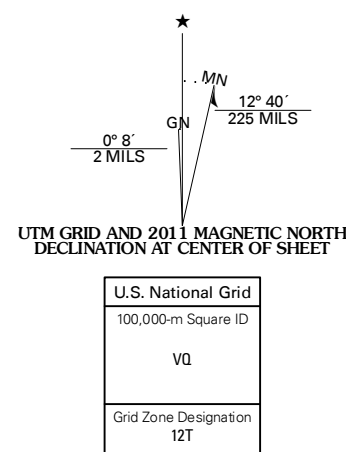 ★
MN
GN
12° 40´
225 MILS
0° 8´
2 MILS
UTM GRID AND 2011 MAGNETIC NORTH
DECLINATION AT CENTER OF SHEET
U.S. National Grid
100,000-m Square ID
VQ
Grid Zone Designation
12T